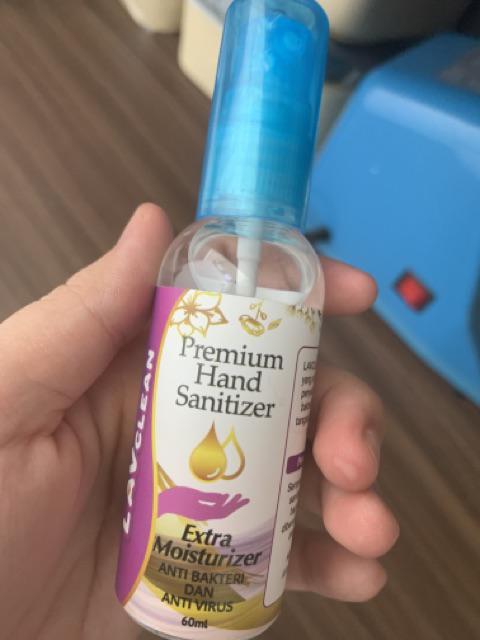 LAVCLEAN
Premium
Hand
Sanitizer
Extra
Moisturizer
ANTI BAKTERI
DAN
ANTI VIRUS
60ml